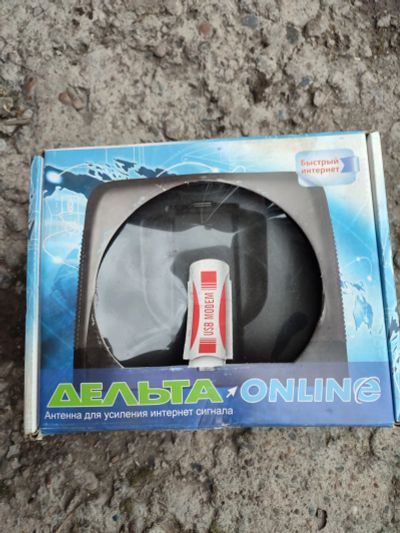 Быстрый
интернет
USB MODEM
ДЕЛЬТА ONLINE
Антенна для усиления интернет сигнала